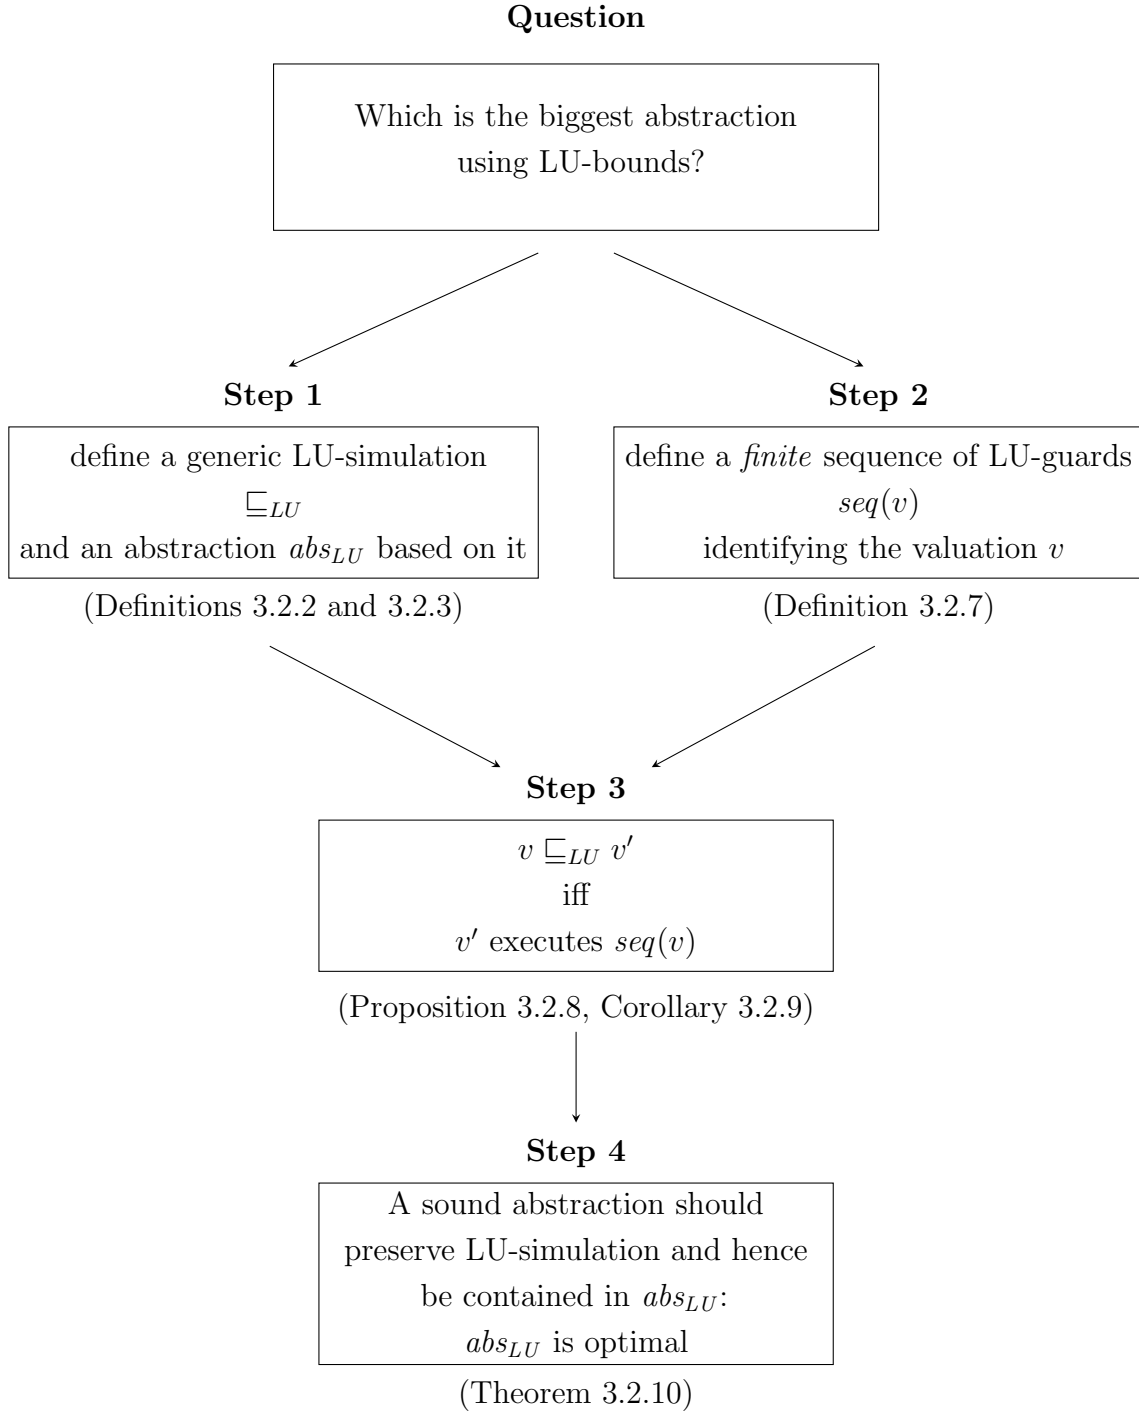 Question
Which is the biggest abstraction
using LU-bounds?
Step 1
define a generic LU-simulation
⊑LU
and an abstraction absLU based on it
(Definitions 3.2.2 and 3.2.3)
Step 2
define a finite sequence of LU-guards
seq(v)
identifying the valuation v
(Definition 3.2.7)
Step 3
v ⊑LU v′
iff
v′ executes seq(v)
(Proposition 3.2.8, Corollary 3.2.9)
Step 4
A sound abstraction should
preserve LU-simulation and hence
be contained in absLU:
absLU is optimal
(Theorem 3.2.10)